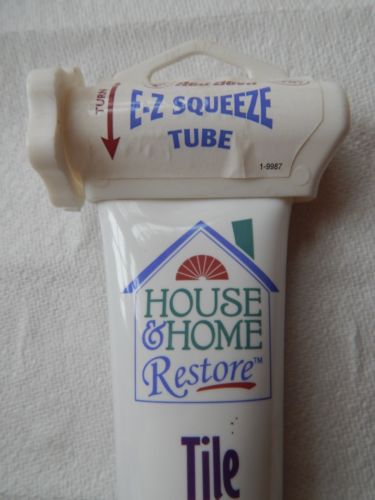 TURN
E-Z SQUEEZE
TUBE
1-9987
HOUSE
& HOME
Restore™
Tile